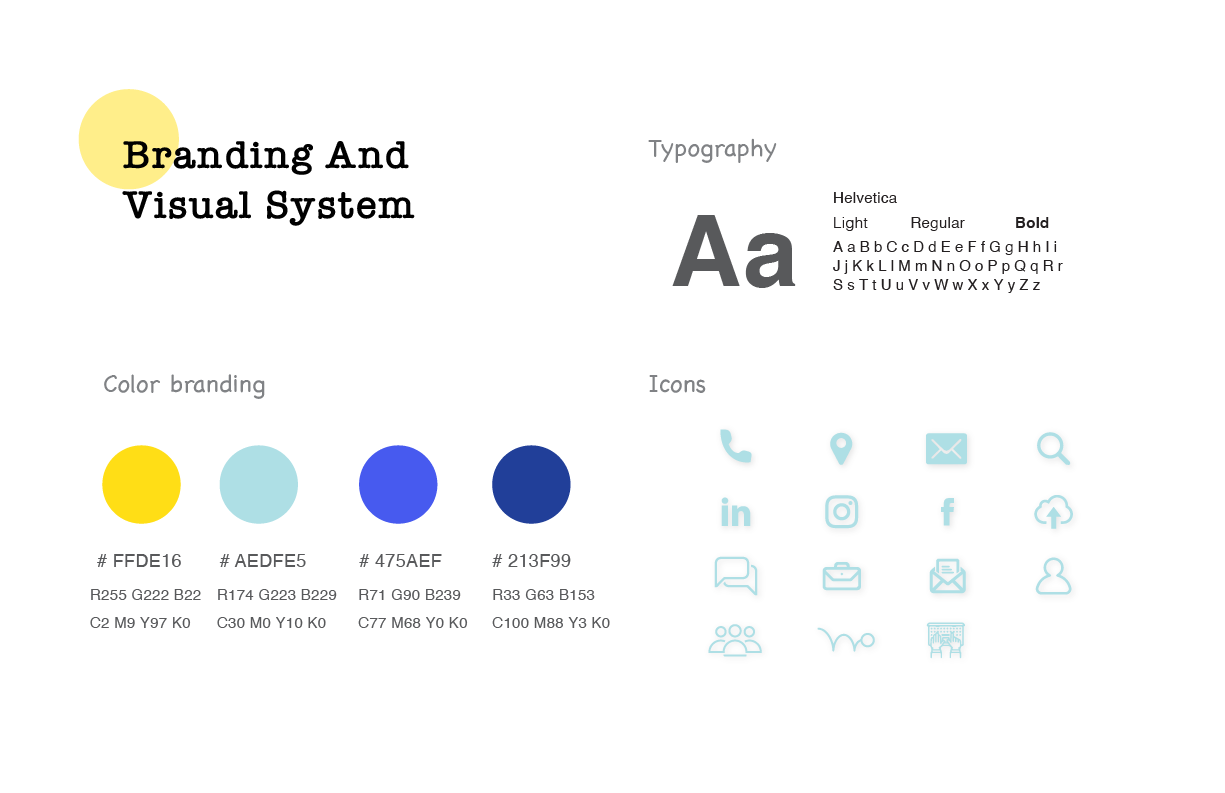 Branding And
Visual System
Typography
Aa
Helvetica
Light Regular Bold
A a B b C c D d E e F f G g H h I i
J j K k L l M m N n O o P p Q q R r
S s T t U u V v W w X x Y y Z z
Color branding
# FFDE16 # AEDFE5 # 475AEF # 213F99
R255 G222 B22 R174 G223 B229 R71 G90 B239 R33 G63 B153
C2 M9 Y97 K0 C30 M0 Y10 K0 C77 M68 Y0 K0 C100 M88 Y3 K0
Icons
in
f